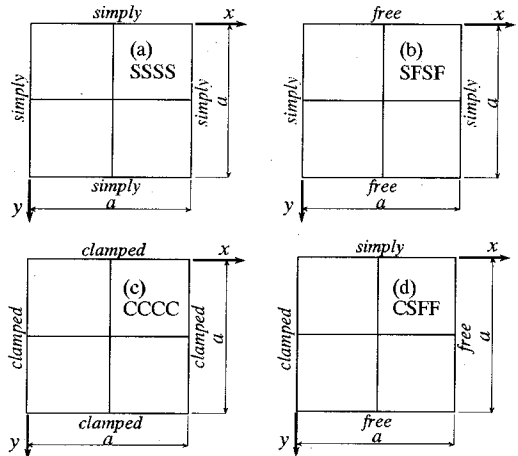 simply
x
(a)
SSSS
simply
simply
a
simply
y
a
free
x
(b)
SFSF
simply
simply
a
free
y
a
clamped
x
(c)
CCCC
clamped
clamped
a
clamped
y
a
simply
x
(d)
CSFF
clamped
free
a
free
y
a